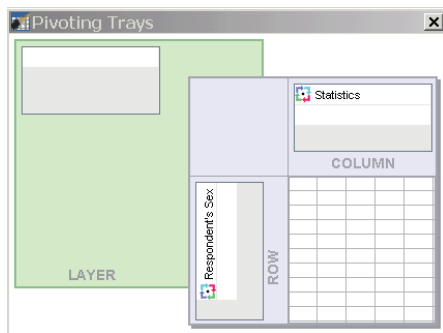 Pivoting Trays
Statistics
COLUMN
Respondent's Sex
ROW
LAYER